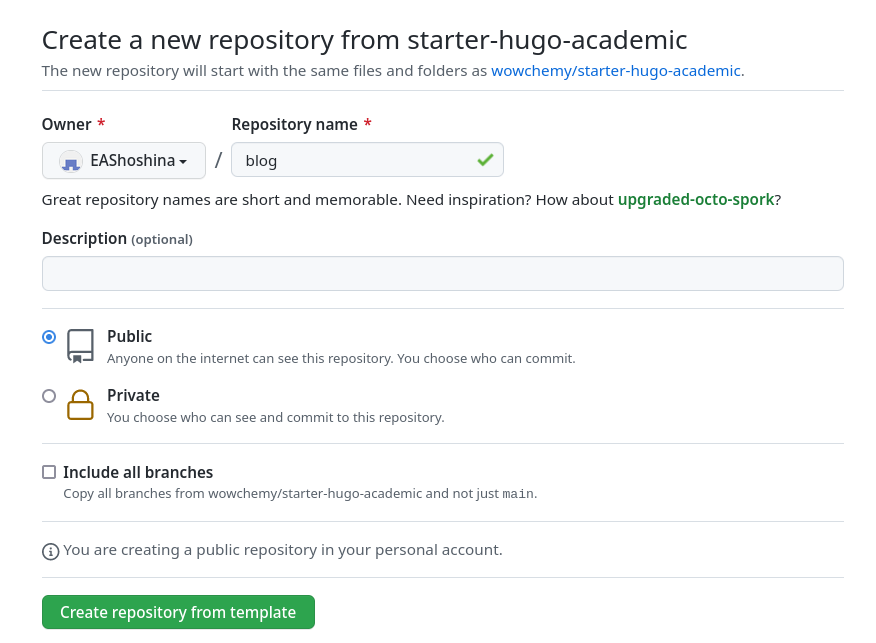 Create a new repository from starter-hugo-academic
The new repository will start with the same files and folders as wowchemy/starter-hugo-academic.
Owner *
Repository name *
EAShoshina
/
blog
Great repository names are short and memorable. Need inspiration? How about upgraded-octo-spork?
Description (optional)
Public
Anyone on the internet can see this repository. You choose who can commit.
Private
You choose who can see and commit to this repository.
Include all branches
Copy all branches from wowchemy/starter-hugo-academic and not just main.
You are creating a public repository in your personal account.
Create repository from template